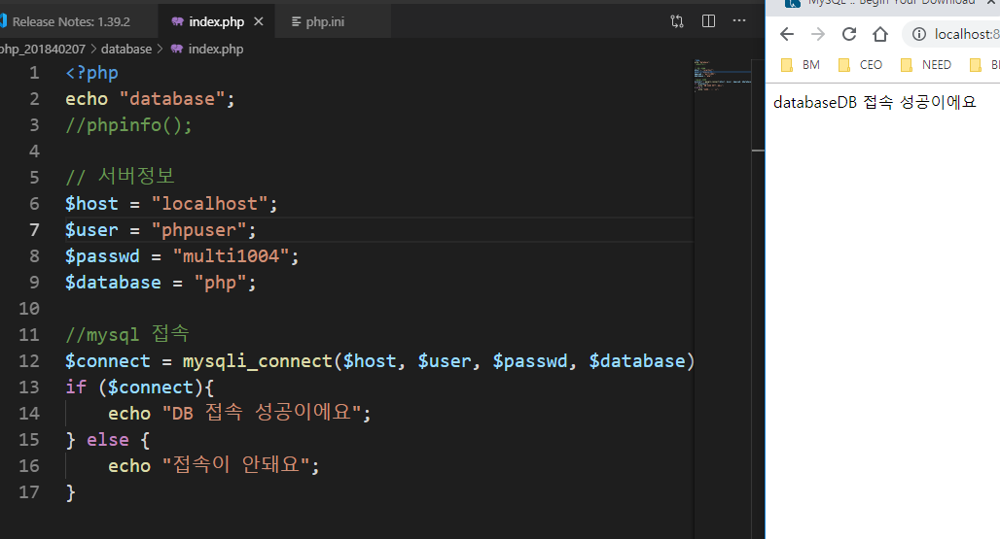 Release Notes: 1.39.2
index.php
php.ini
MySQL :: Begin Your Download
php_201840207 > database > index.php
localhost:8
BM
CEO
NEED
databaseDB 접속 성공이에요
1 <?php
2 echo "database";
3 //phpinfo();
4
5 // 서버정보
6 $host = "localhost";
7 $user = "phpuser";
8 $passwd = "multi1004";
9 $database = "php";
10
11 //mysql 접속
12 $connect = mysqli_connect($host, $user, $passwd, $database)
13 if ($connect){
14 echo "DB 접속 성공이에요";
15 } else {
16 echo "접속이 안돼요";
17 }